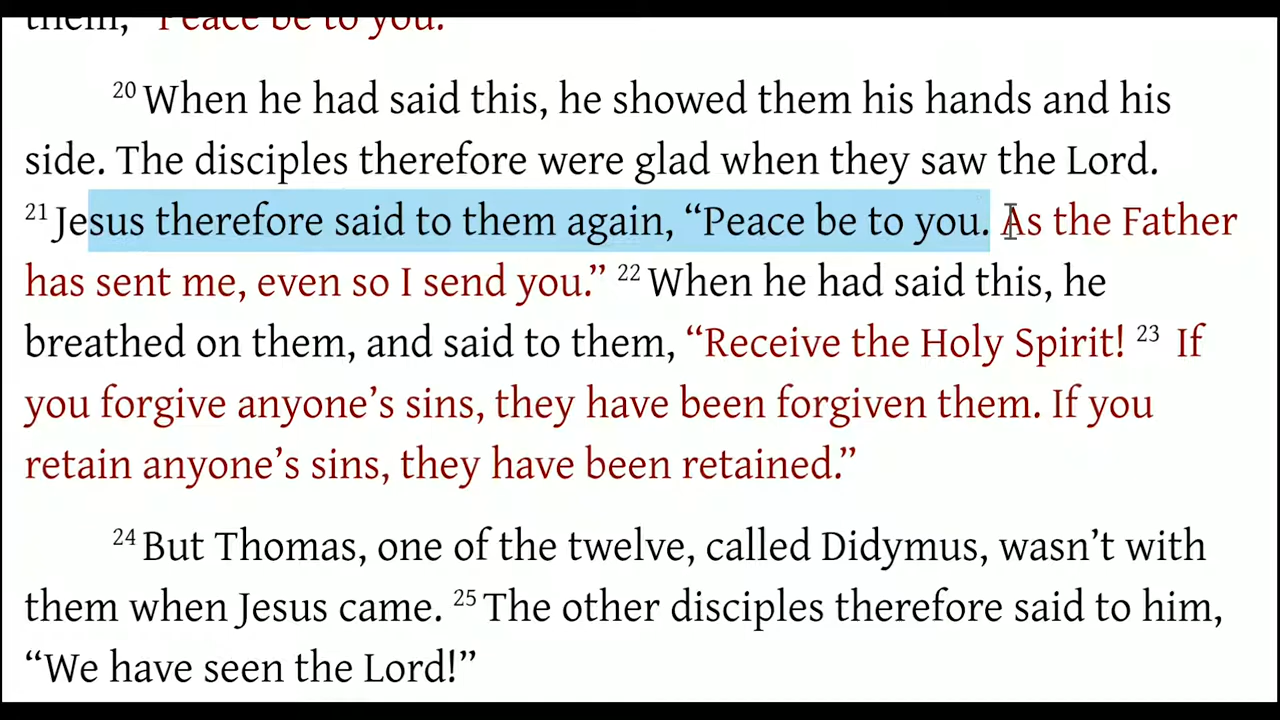 them, “Peace be to you.
20 When he had said this, he showed them his hands and his
side. The disciples therefore were glad when they saw the Lord.
21 Jesus therefore said to them again, “Peace be to you. As the Father
has sent me, even so I send you.” 22 When he had said this, he
breathed on them, and said to them, “Receive the Holy Spirit! 23 If
you forgive anyone’s sins, they have been forgiven them. If you
retain anyone’s sins, they have been retained.”
24 But Thomas, one of the twelve, called Didymus, wasn’t with
them when Jesus came. 25 The other disciples therefore said to him,
“We have seen the Lord!”